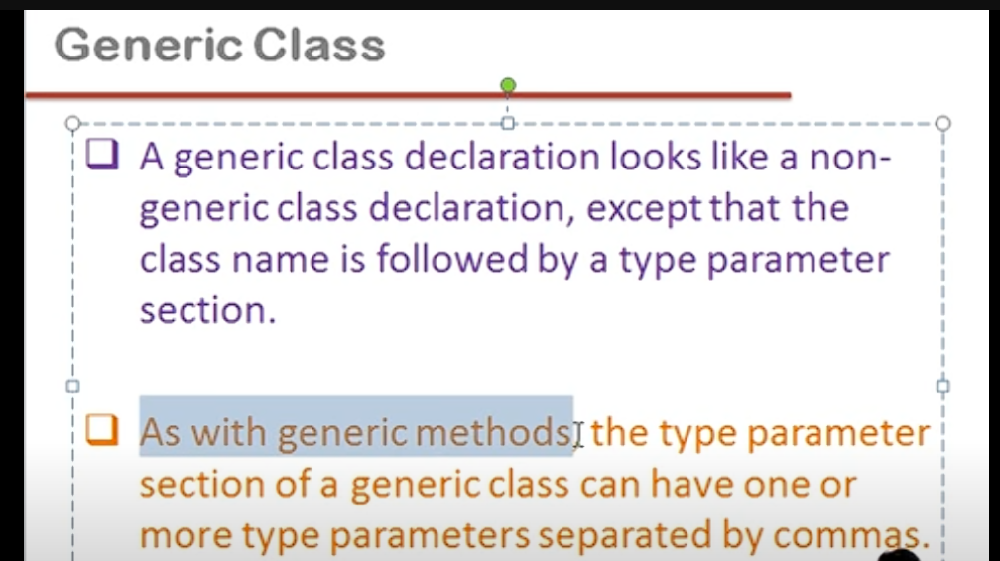 Generic Class
A generic class declaration looks like a non-
generic class declaration, except that the
class name is followed by a type parameter
section.
As with generic methods, the type parameter
section of a generic class can have one or
more type parameters separated by commas.